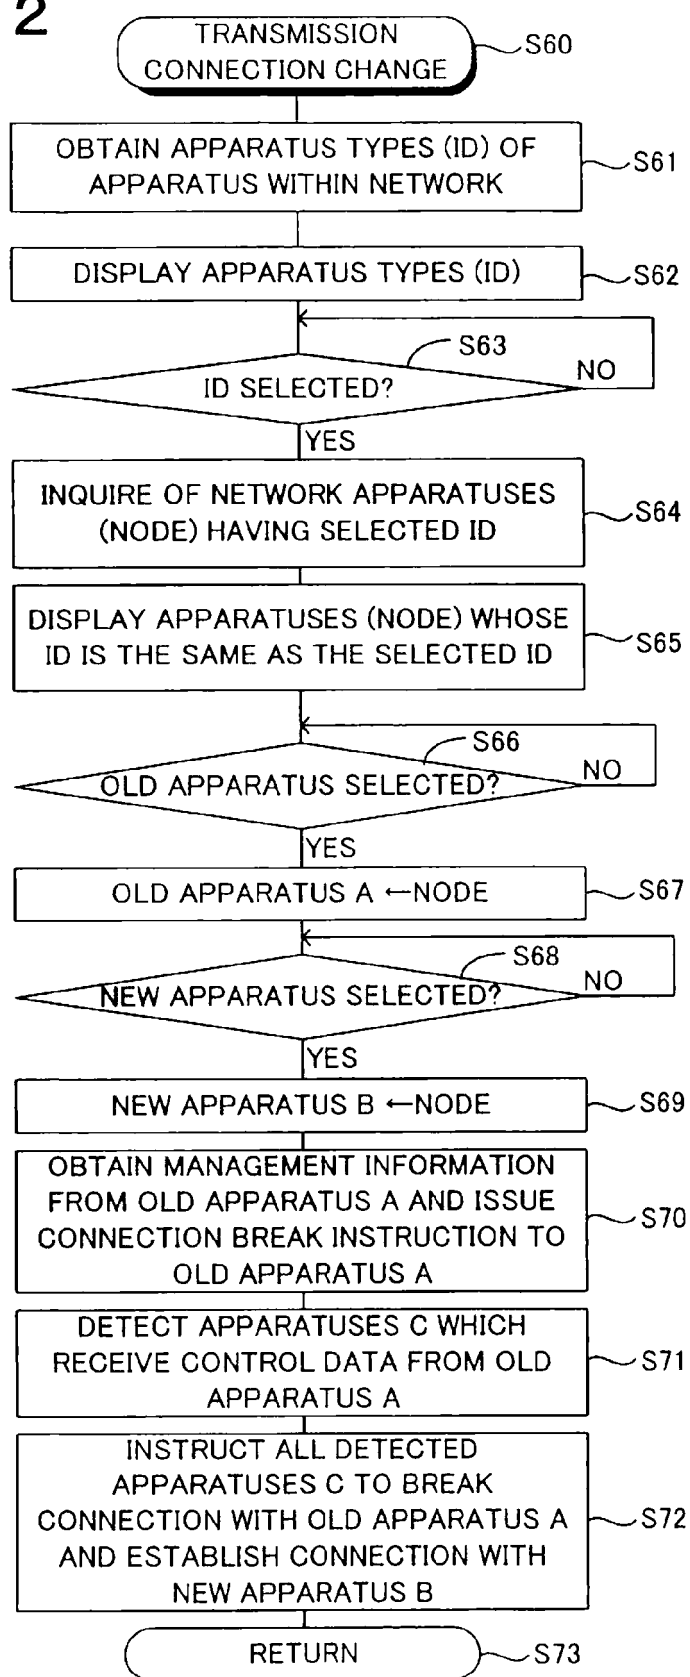 2
TRANSMISSION
CONNECTION CHANGE
S60
OBTAIN APPARATUS TYPES (ID) OF
APPARATUS WITHIN NETWORK
S61
DISPLAY APPARATUS TYPES (ID)
S62
S63
ID SELECTED?
NO
YES
INQUIRE OF NETWORK APPARATUSES
(NODE) HAVING SELECTED ID
S64
DISPLAY APPARATUSES (NODE) WHOSE
ID IS THE SAME AS THE SELECTED ID
S65
S66
OLD APPARATUS SELECTED?
NO
YES
OLD APPARATUS A ←NODE
S67
S68
NEW APPARATUS SELECTED?
NO
YES
NEW APPARATUS B ←NODE
S69
OBTAIN MANAGEMENT INFORMATION
FROM OLD APPARATUS A AND ISSUE
CONNECTION BREAK INSTRUCTION TO
OLD APPARATUS A
S70
DETECT APPARATUSES C WHICH
RECEIVE CONTROL DATA FROM OLD
APPARATUS A
S71
INSTRUCT ALL DETECTED
APPARATUSES C TO BREAK
CONNECTION WITH OLD APPARATUS A
AND ESTABLISH CONNECTION WITH
NEW APPARATUS B
S72
RETURN
S73